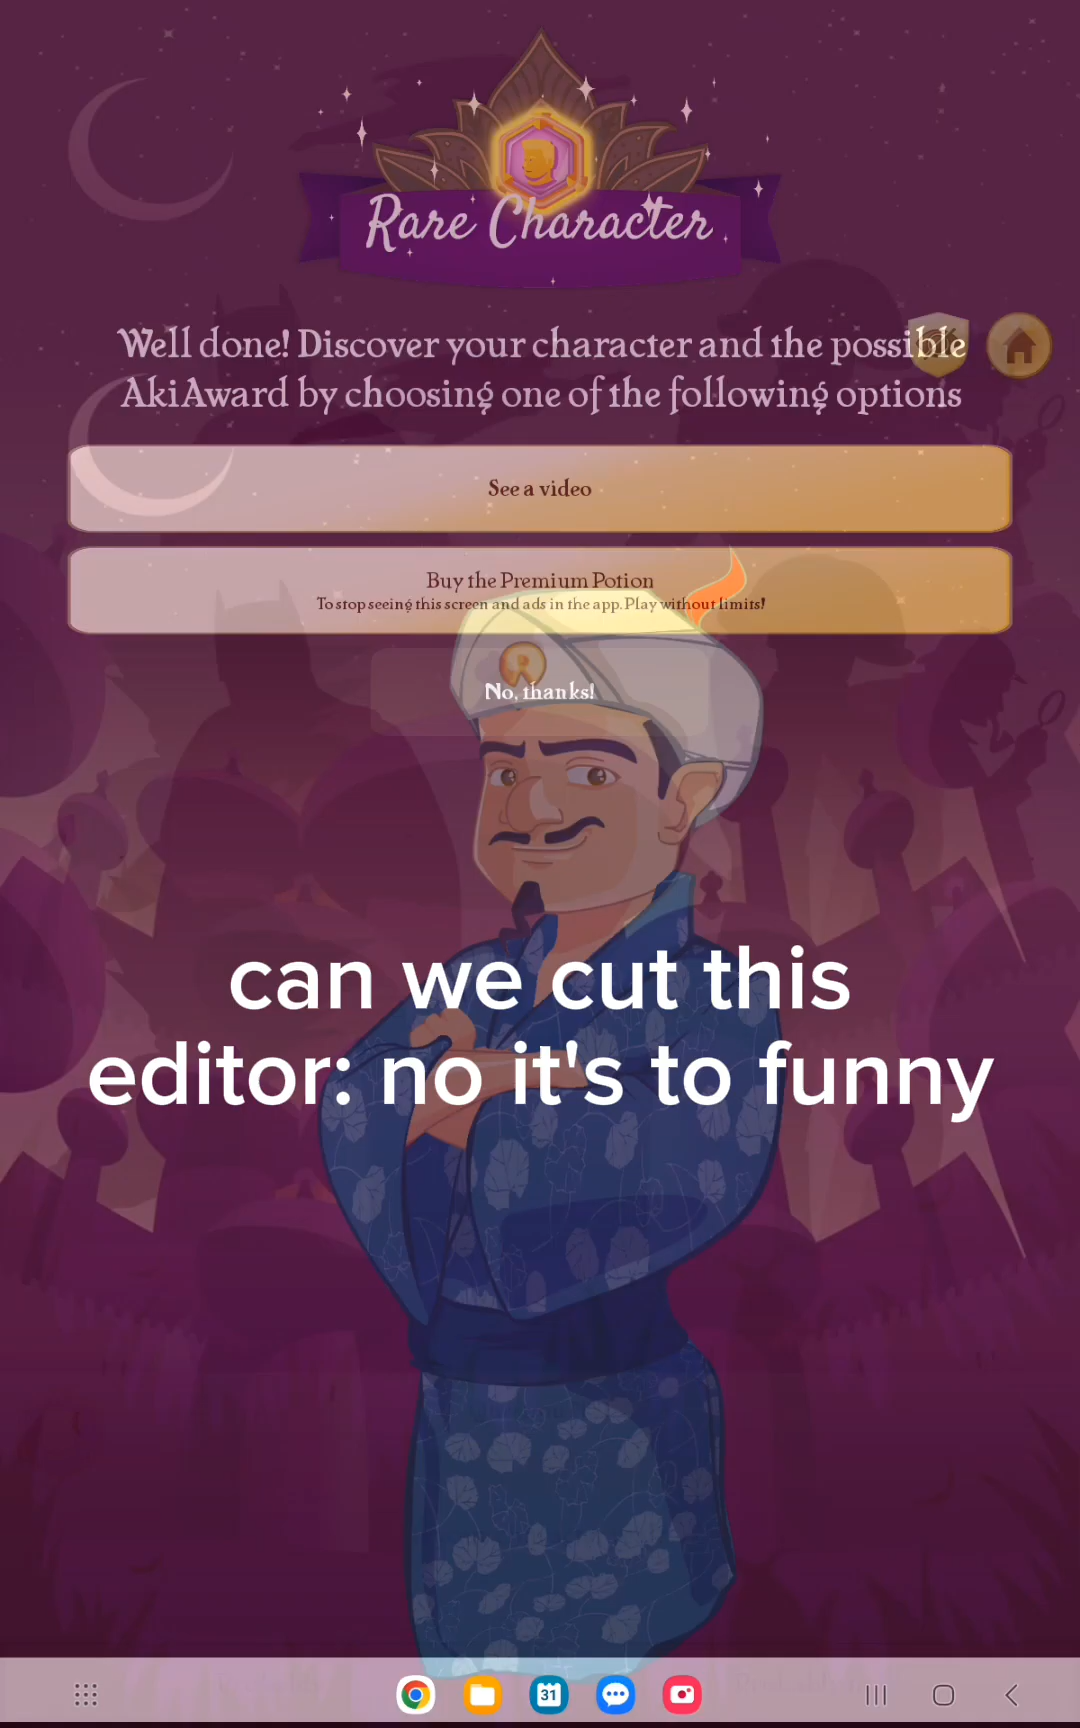 Rare Character
Well done! Discover your character and the possible
AkiAward by choosing one of the following options
See a video
Buy the Premium Potion
To stop seeing this screen and ads in the app. Play without limits!
R
No, thanks!
can we cut this
editor: no it's to funny
31